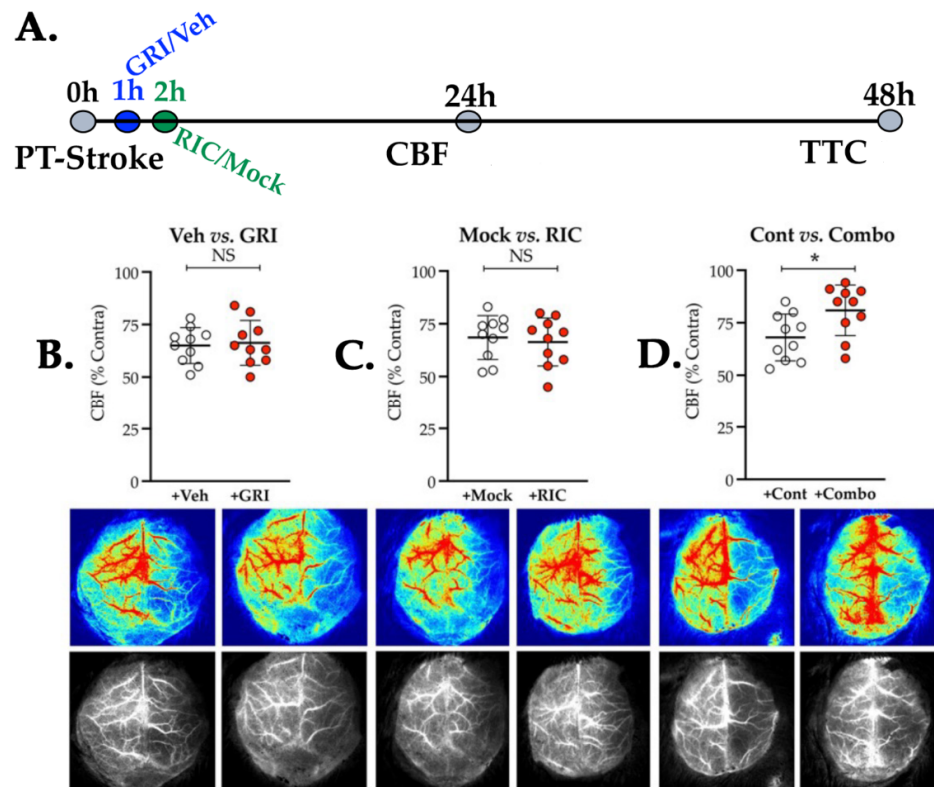 A.
GRI/Veh
0h 1h 2h 24h 48h
PT-Stroke RIC/Mock CBF TTC
B.
Veh vs. GRI
NS
CBF (% Contra)
100
75
50
25
0
+Veh +GRI
C.
Mock vs. RIC
NS
CBF (% Contra)
100
75
50
25
0
+Mock +RIC
D.
Cont vs. Combo
*
CBF (% Contra)
100
75
50
25
0
+Cont +Combo